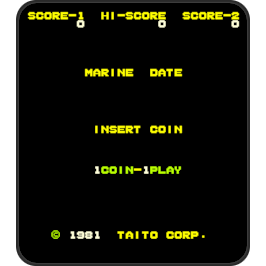 SCORE-1 HI-SCORE SCORE-2
0 0 0
MARINE DATE
INSERT COIN
1COIN-1PLAY
© 1981 TAITO CORP.